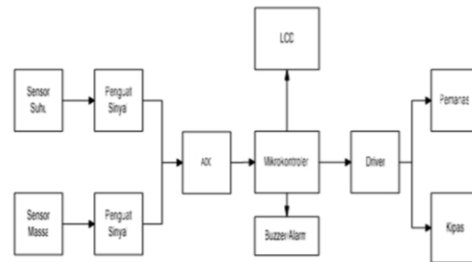 LCD
Sensor
Suhu
Penguat
Sinyal
Pemanas
ADC
Mikrokontroler
Driver
Sensor
Massa
Penguat
Sinyal
Buzzer/Alarm
Kipas